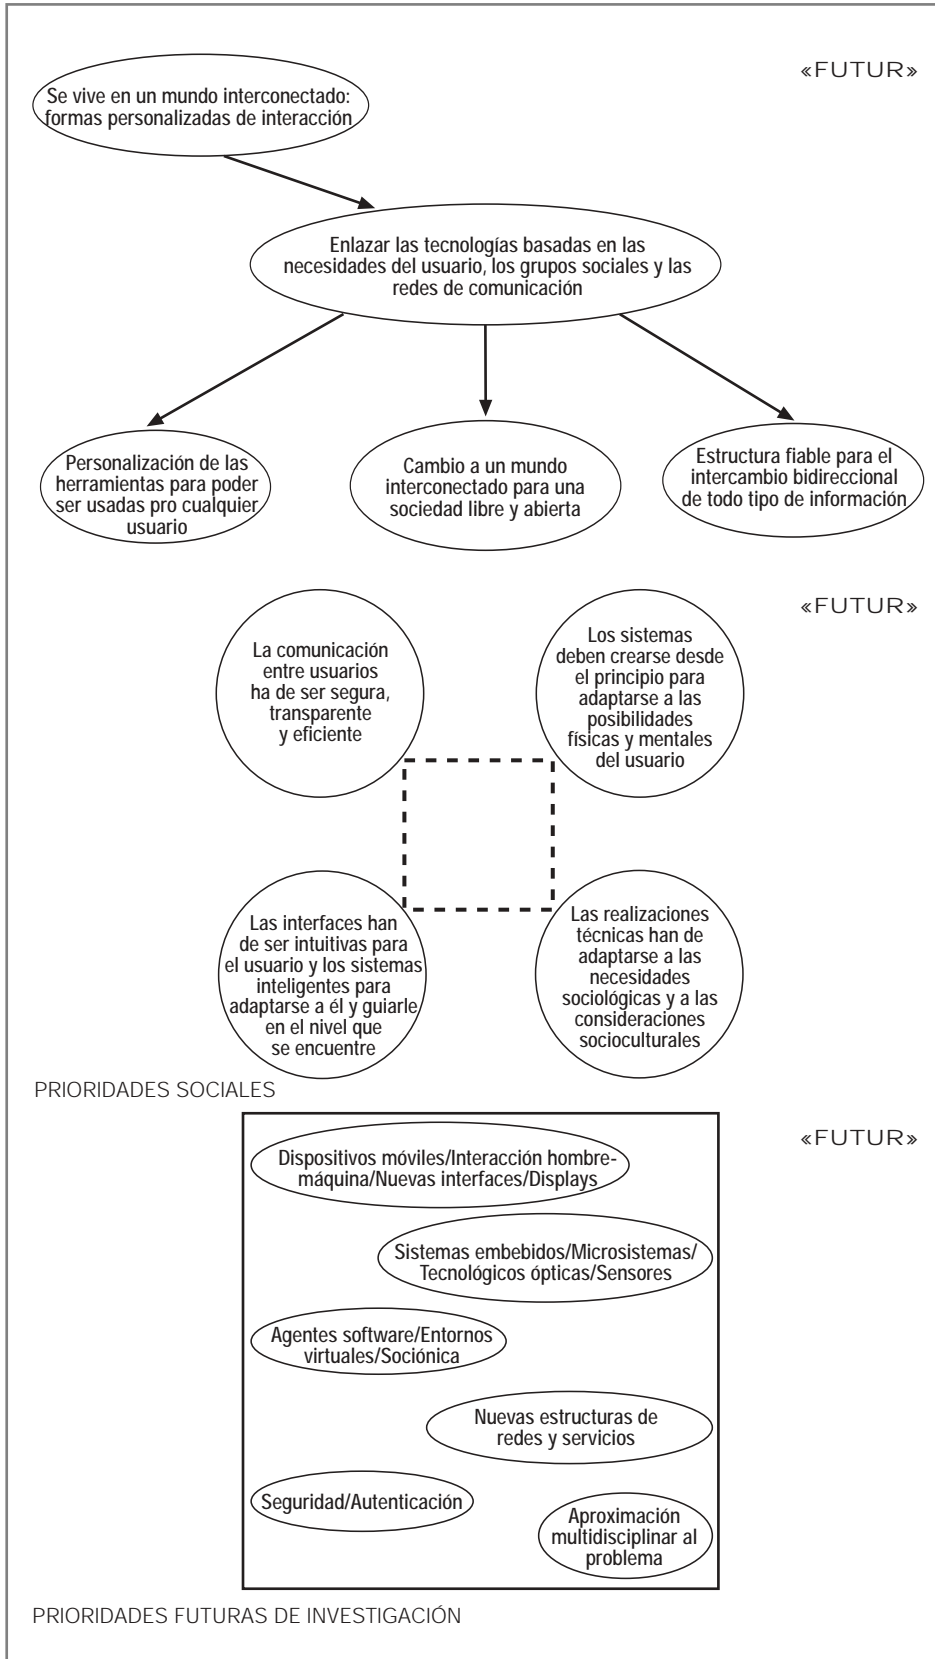 «FUTUR»
Se vive en un mundo interconectado:
formas personalizadas de interacción
Enlazar las tecnologías basadas en las
necesidades del usuario, los grupos sociales y las
redes de comunicación
Personalización de las
herramientas para poder
ser usadas pro cualquier
usuario
Cambio a un mundo
interconectado para una
sociedad libre y abierta
Estructura fiable para el
intercambio bidireccional
de todo tipo de información
«FUTUR»
La comunicación
entre usuarios
ha de ser segura,
transparente
y eficiente
Los sistemas
deben crearse desde
el principio para
adaptarse a las
posibilidades
físicas y mentales
del usuario
Las interfaces han
de ser intuitivas para
el usuario y los sistemas
inteligentes para
adaptarse a él y guiarle
en el nivel que
se encuentre
Las realizaciones
técnicas han de
adaptarse a las
necesidades
sociológicas y a las
consideraciones
socioculturales
PRIORIDADES SOCIALES
«FUTUR»
Dispositivos móviles/Interacción hombre-
máquina/Nuevas interfaces/Displays
Sistemas embebidos/Microsistemas/
Tecnológicos ópticas/Sensores
Agentes software/Entornos
virtuales/Sociónica
Nuevas estructuras de
redes y servicios
Seguridad/Autenticación
Aproximación
multidisciplinar al
problema
PRIORIDADES FUTURAS DE INVESTIGACIÓN